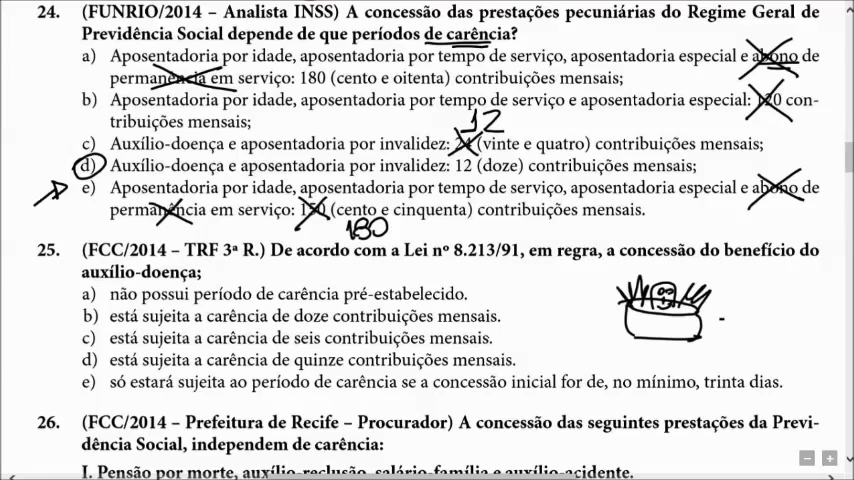 24. (FUNRIO/2014 – Analista INSS) A concessão das prestações pecuniárias do Regime Geral de
Previdência Social depende de que períodos de carência?
a) Aposentadoria por idade, aposentadoria por tempo de serviço, aposentadoria especial e abono de
permanência em serviço: 180 (cento e oitenta) contribuições mensais;
b) Aposentadoria por idade, aposentadoria por tempo de serviço e aposentadoria especial: 120 con-
tribuições mensais;
12
c) Auxílio-doença e aposentadoria por invalidez: 24 (vinte e quatro) contribuições mensais;
d) Auxílio-doença e aposentadoria por invalidez: 12 (doze) contribuições mensais;
e) Aposentadoria por idade, aposentadoria por tempo de serviço, aposentadoria especial e abono de
permanência em serviço: 150 (cento e cinquenta) contribuições mensais.
180
25. (FCC/2014 – TRF 3ª R.) De acordo com a Lei nº 8.213/91, em regra, a concessão do benefício do
auxílio-doença;
a) não possui período de carência pré-estabelecido.
b) está sujeita a carência de doze contribuições mensais.
c) está sujeita a carência de seis contribuições mensais.
d) está sujeita a carência de quinze contribuições mensais.
e) só estará sujeita ao período de carência se a concessão inicial for de, no mínimo, trinta dias.
26. (FCC/2014 – Prefeitura de Recife – Procurador) A concessão das seguintes prestações da Previ-
dência Social, independem de carência:
I. Pensão por morte, auxílio-reclusão, salário-família e auxílio-acidente.